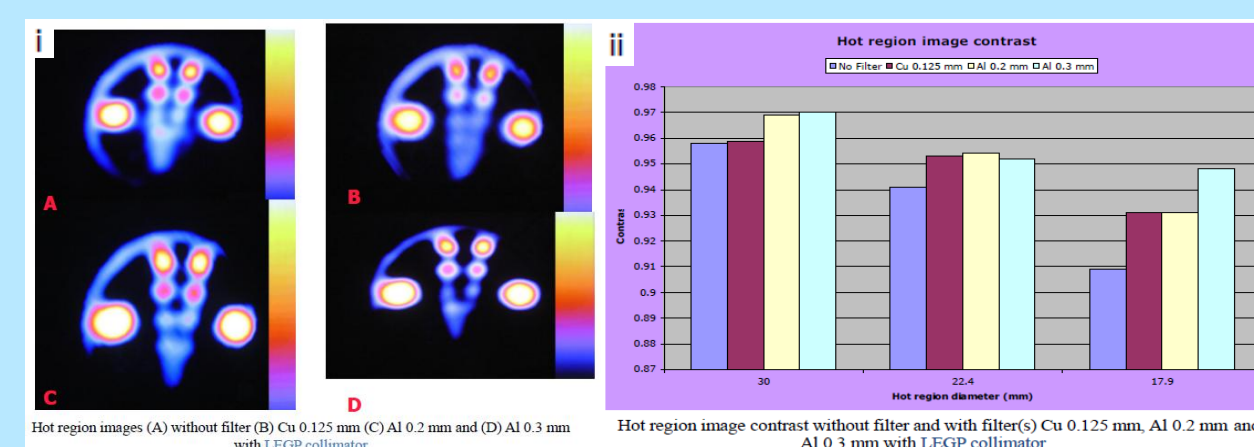 i
A
B
C
D
Hot region images (A) without filter (B) Cu 0.125 mm (C) Al 0.2 mm and (D) Al 0.3 mm
with LEGP collimator
ii
Hot region image contrast
No Filter Cu 0.125 mm Al 0.2 mm Al 0.3 mm
0.98
0.97
0.96
0.95
0.94
0.93
0.92
0.91
0.9
0.89
0.88
0.87
Contras
30 22.4 17.9
Hot region diameter (mm)
Hot region image contrast without filter and with filter(s) Cu 0.125 mm, Al 0.2 mm and
Al 0.3 mm with LEGP collimator